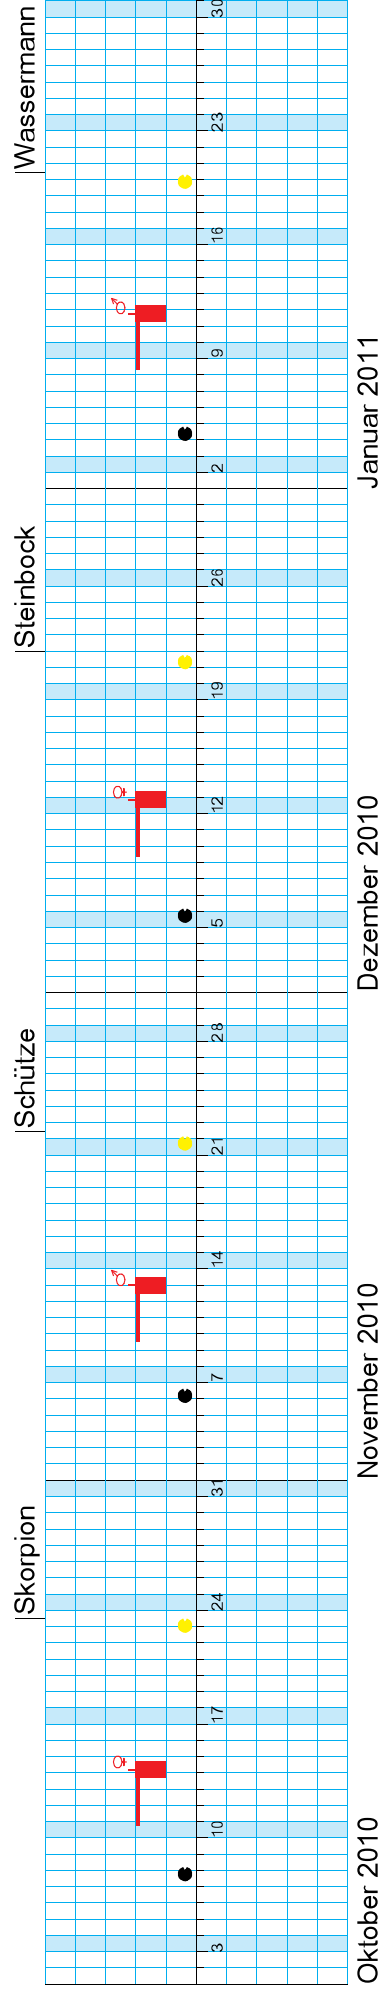 Skorpion Schütze Steinbock Wassermann
3 10 17 24 31 7 14 21 28 5 12 19 26 2 9 16 23 30
Oktober 2010 November 2010 Dezember 2010 Januar 2011